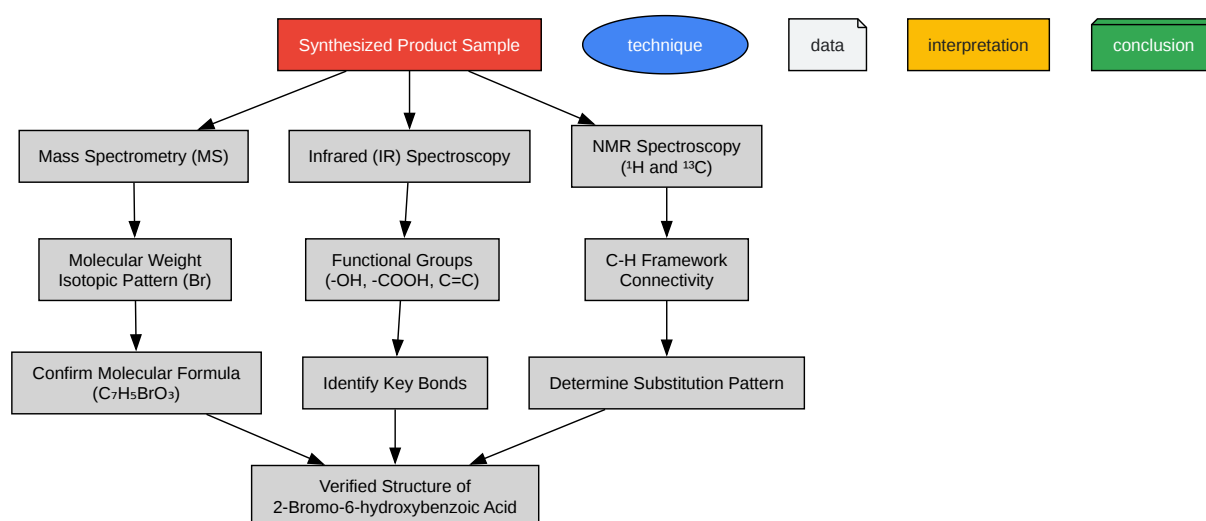 Synthesized Product Sample
technique
data
interpretation
conclusion
Mass Spectrometry (MS)
Infrared (IR) Spectroscopy
NMR Spectroscopy
(¹H and ¹³C)
Molecular Weight
Isotopic Pattern (Br)
Functional Groups
(-OH, -COOH, C=C)
C-H Framework
Connectivity
Confirm Molecular Formula
(C₇H₅BrO₃)
Identify Key Bonds
Determine Substitution Pattern
Verified Structure of
2-Bromo-6-hydroxybenzoic Acid